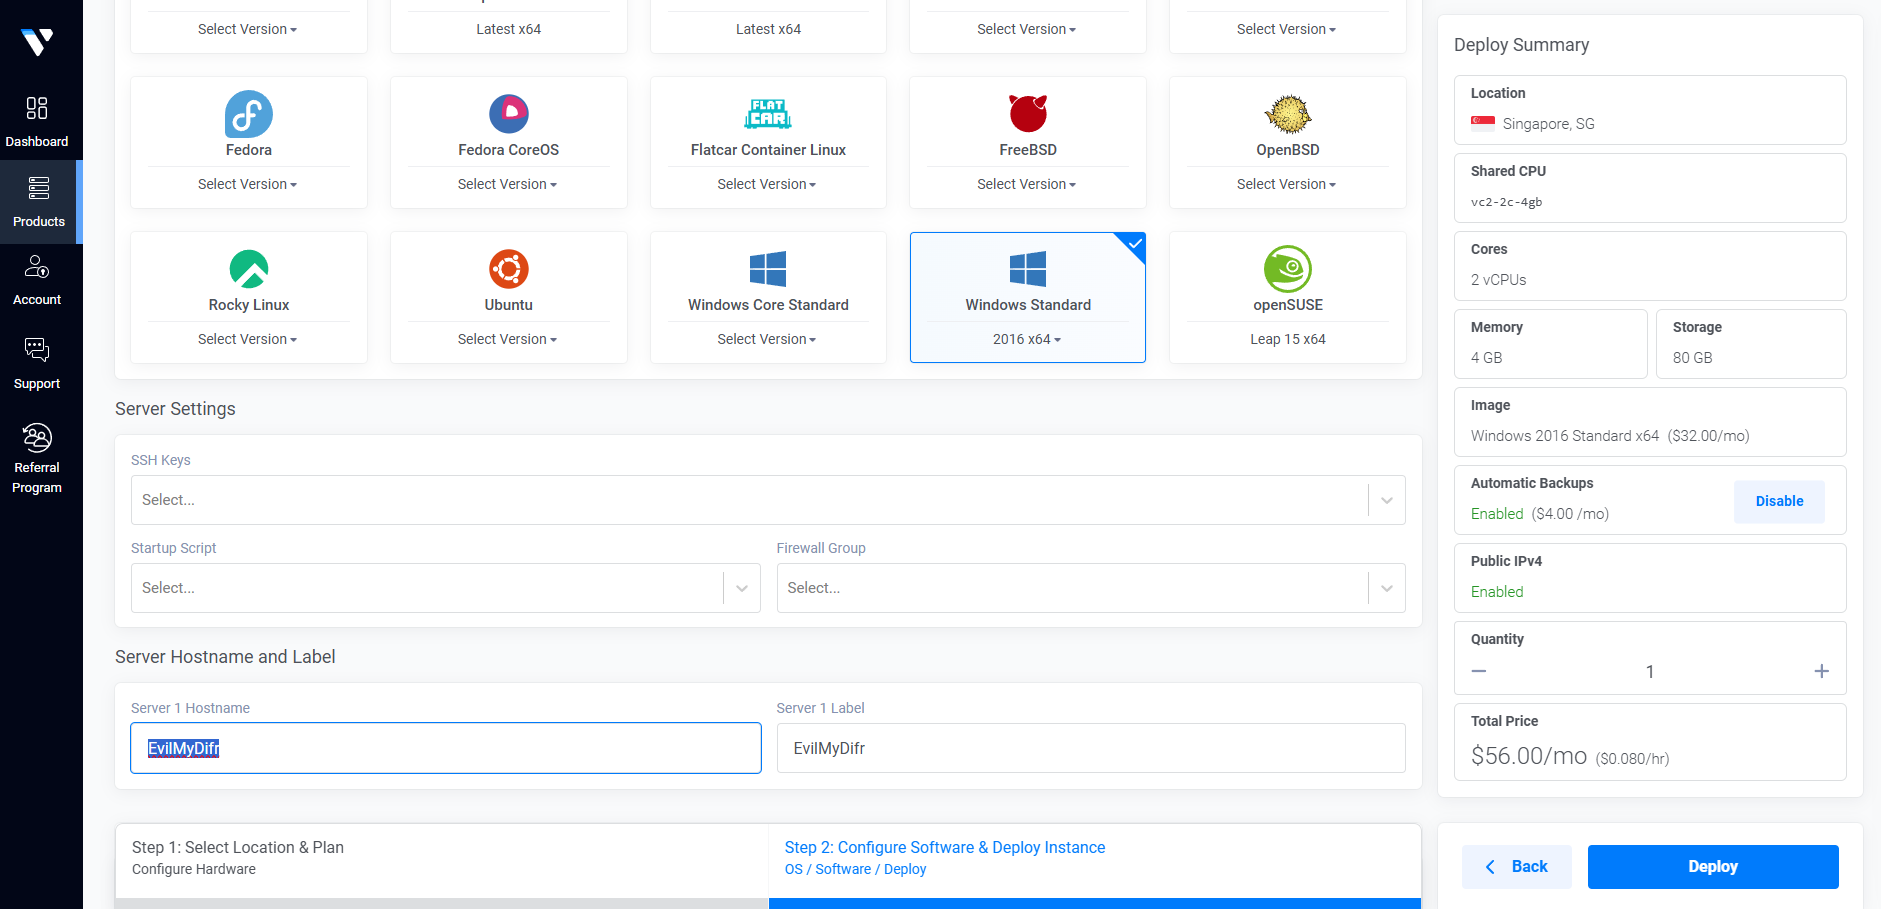 Dashboard
Products
Account
Support
Referral
Program
Select Version
Latest x64
Latest x64
Select Version
Select Version
Fedora
Select Version
Fedora CoreOS
Select Version
FLAT
CAR
Flatcar Container Linux
Select Version
FreeBSD
Select Version
OpenBSD
Select Version
Rocky Linux
Select Version
Ubuntu
Select Version
Windows Core Standard
Select Version
Windows Standard
2016 x64
openSUSE
Leap 15 x64
Server Settings
SSH Keys
Select...
Startup Script
Select...
Firewall Group
Select...
Server Hostname and Label
Server 1 Hostname
EvilMyDifr
Server 1 Label
EvilMyDifr
Step 1: Select Location & Plan
Configure Hardware
Step 2: Configure Software & Deploy Instance
OS / Software / Deploy
Deploy Summary
Location
Singapore, SG
Shared CPU
vc2-2c-4gb
Cores
2 vCPUs
Memory
4 GB
Storage
80 GB
Image
Windows 2016 Standard x64 ($32.00/mo)
Automatic Backups
Enabled ($4.00 /mo)
Disable
Public IPv4
Enabled
Quantity
1
Total Price
$56.00/mo ($0.080/hr)
Back
Deploy